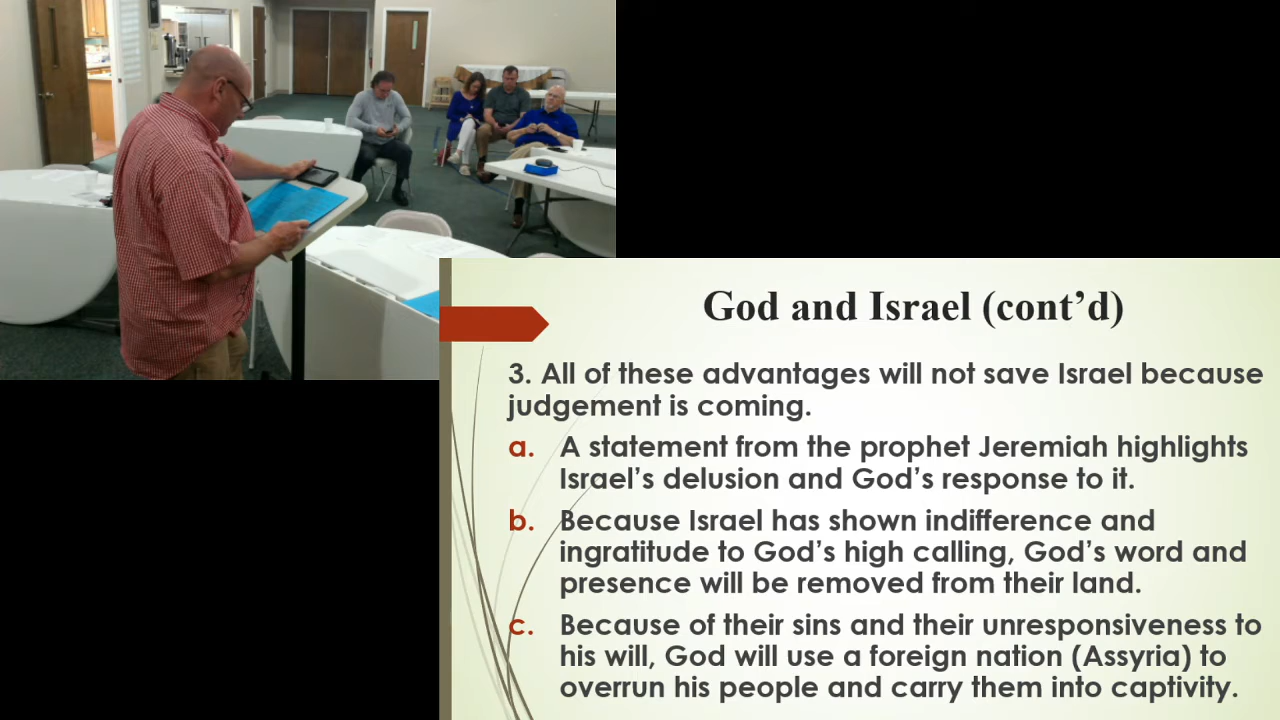 God and Israel (cont’d)
3. All of these advantages will not save Israel because
judgement is coming.
a. A statement from the prophet Jeremiah highlights
Israel’s delusion and God’s response to it.
b. Because Israel has shown indifference and
ingratitude to God’s high calling, God’s word and
presence will be removed from their land.
c. Because of their sins and their unresponsiveness to
his will, God will use a foreign nation (Assyria) to
overrun his people and carry them into captivity.